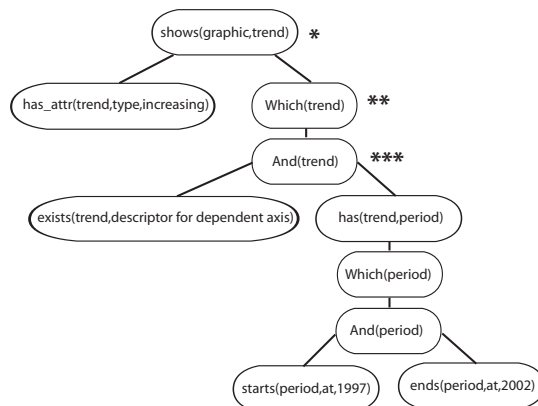 shows(graphic,trend) *
has_attr(trend,type,increasing)
Which(trend) **
And(trend) ***
exists(trend,descriptor for dependent axis)
has(trend,period)
Which(period)
And(period)
starts(period,at,1997)
ends(period,at,2002)